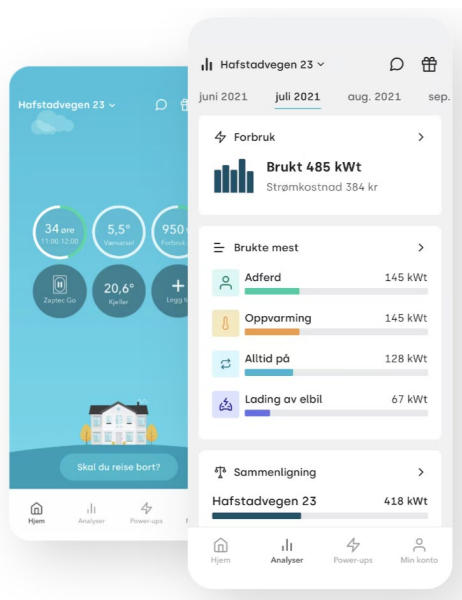 Hafstadvegen 23
34 øre
11:00-12:00
5,5°
Værvarsel
950
Forbruk
Zaptec Go
20,6°
Kjeller
Legg
Skal du reise bort?
Hjem
Analyser
Power-ups
Hafstadvegen 23
juni 2021
juli 2021
aug. 2021
sep.
Forbruk
Brukt 485 kWt
Strømkostnad 384 kr
Brukte mest
Adferd
145 kWt
Oppvarming
145 kWt
Alltid på
128 kWt
Lading av elbil
67 kWt
Sammenligning
Hafstadvegen 23
418 kWt
Hjem
Analyser
Power-ups
Min konto